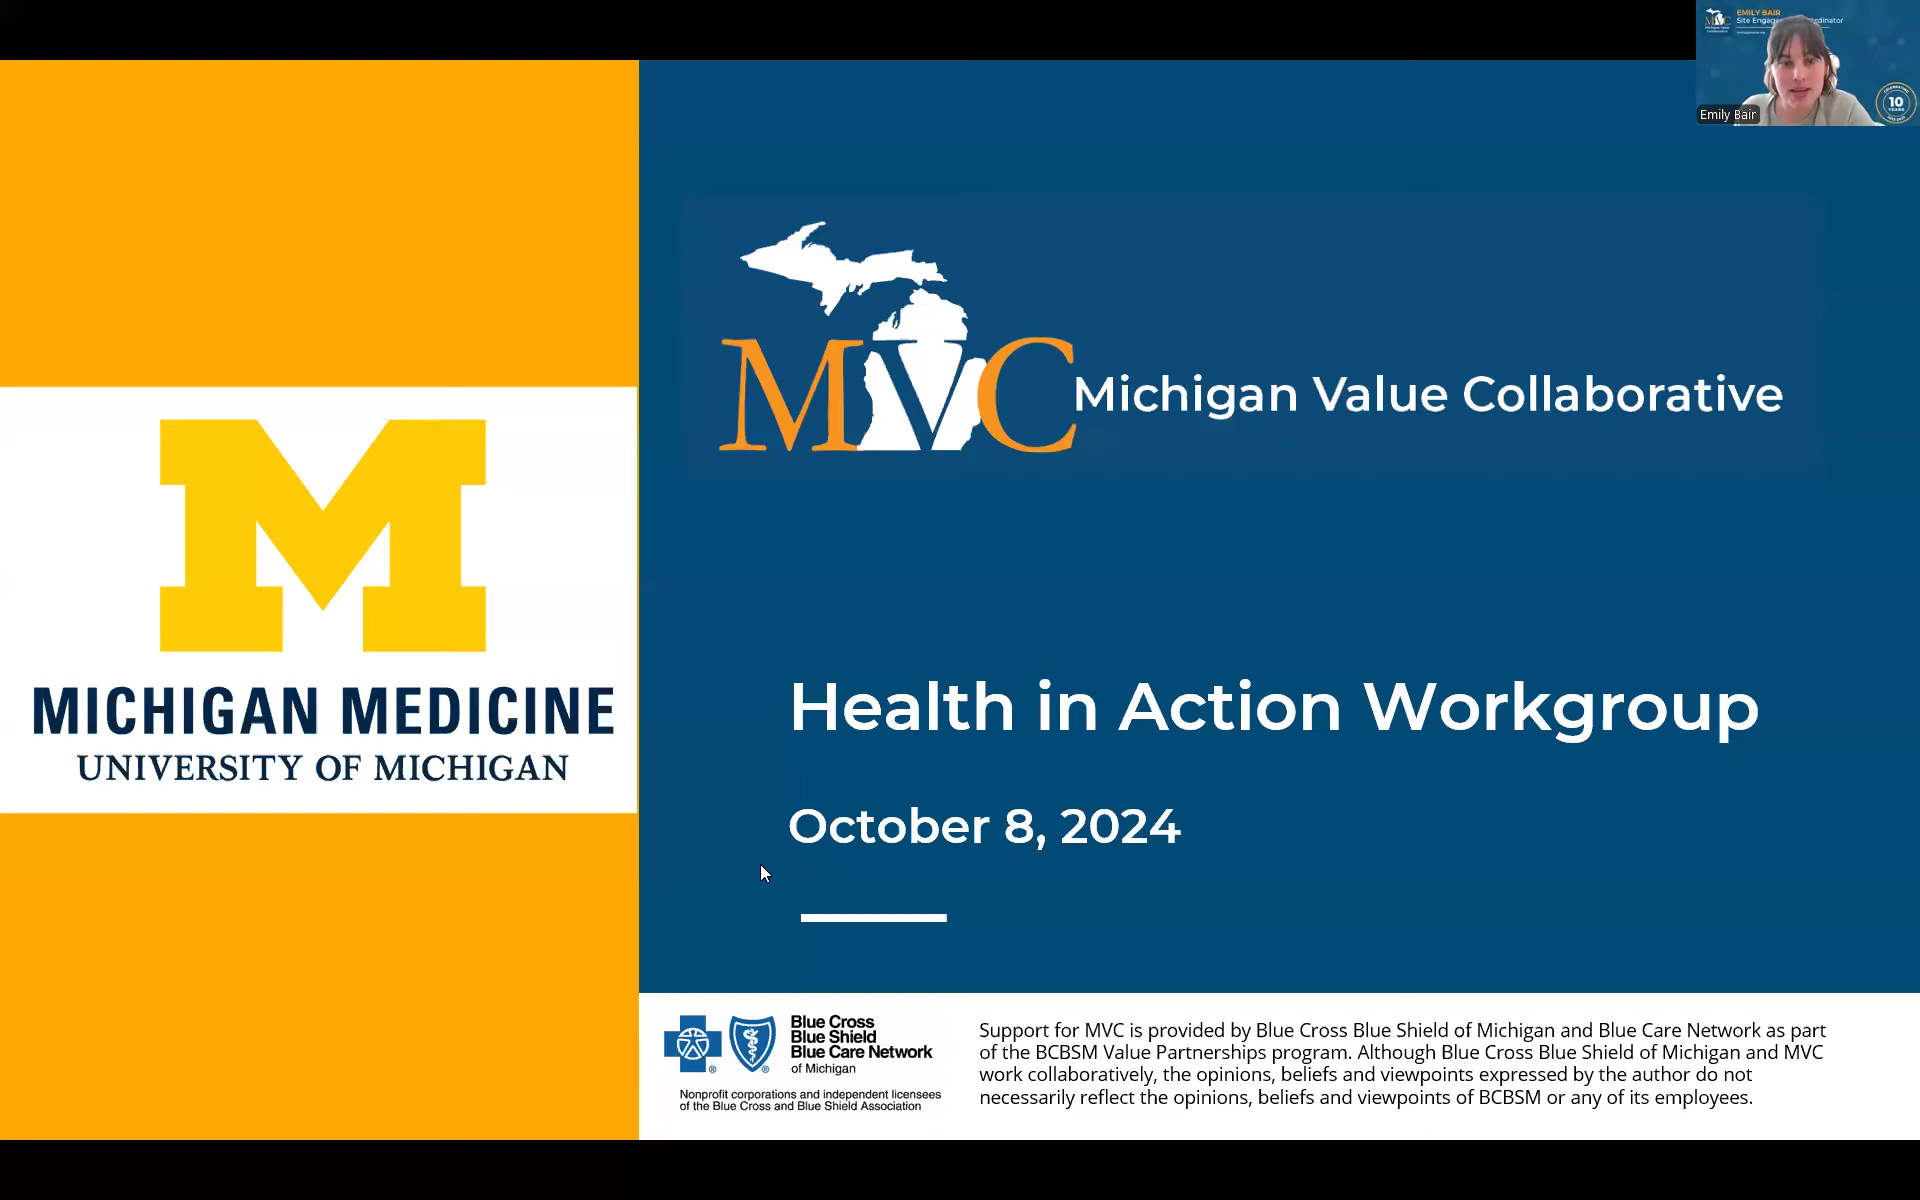 EMILY BAIR
Emily Bair
10
YEARS
MVC
Michigan Value Collaborative
M
MICHIGAN MEDICINE
UNIVERSITY OF MICHIGAN
Health in Action Workgroup
October 8, 2024
Blue Cross
Blue Shield
Blue Care Network
of Michigan
Nonprofit corporations and independent licensees
of the Blue Cross and Blue Shield Association
Support for MVC is provided by Blue Cross Blue Shield of Michigan and Blue Care Network as part
of the BCBSM Value Partnerships program. Although Blue Cross Blue Shield of Michigan and MVC
work collaboratively, the opinions, beliefs and viewpoints expressed by the author do not
necessarily reflect the opinions, beliefs and viewpoints of BCBSM or any of its employees.